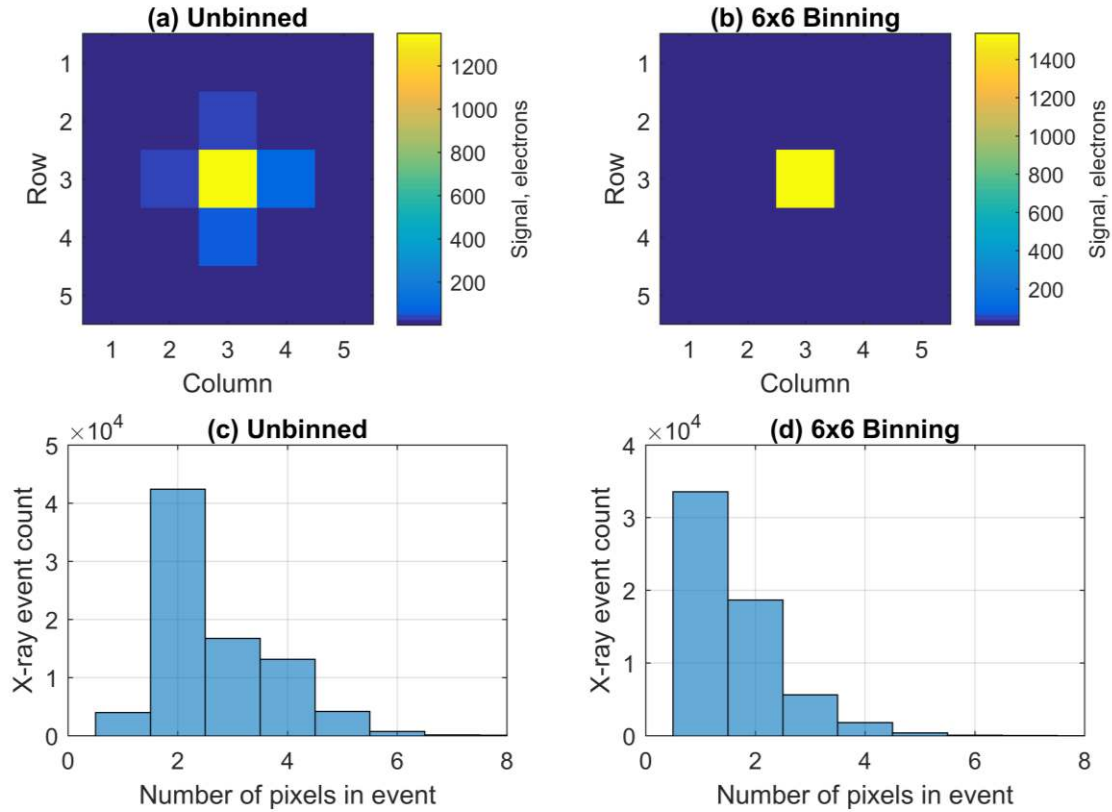 (a) Unbinned
1
2
3
4
5
Row
1 2 3 4 5
Column
1200
1000
800
600
400
200
Signal, electrons
(b) 6x6 Binning
1
2
3
4
5
Row
1 2 3 4 5
Column
1400
1200
1000
800
600
400
200
Signal, electrons
(c) Unbinned
×10⁴
5
4
3
2
1
0
X-ray event count
0 2 4 6 8
Number of pixels in event
(d) 6x6 Binning
×10⁴
4
3
2
1
0
X-ray event count
0 2 4 6 8
Number of pixels in event